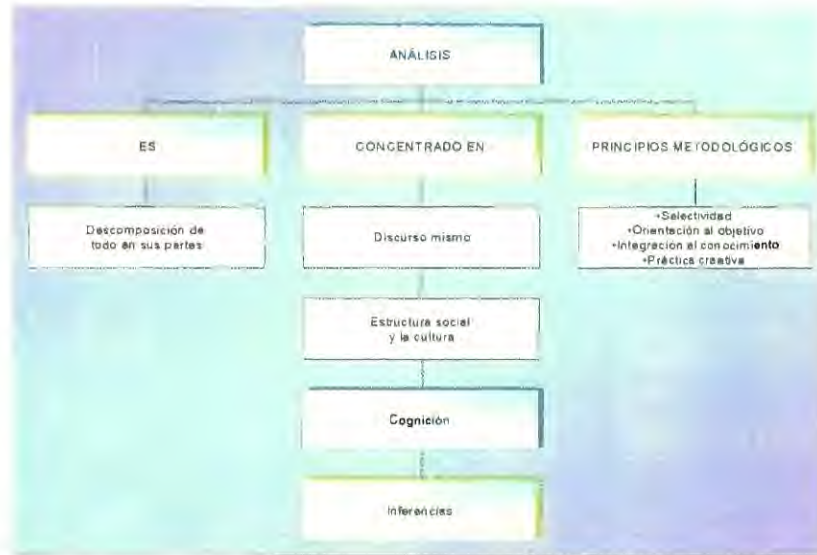 ANÁLISIS
ES
CONCENTRADO EN
PRINCIPIOS METODOLÓGICOS
Descomposición de
todo en sus partes
Discurso mismo
•Selectividad
•Orientación al objetivo
•Integración al conocimiento
•Práctica creativa
Estructura social
y la cultura
Cognición
Inferencias